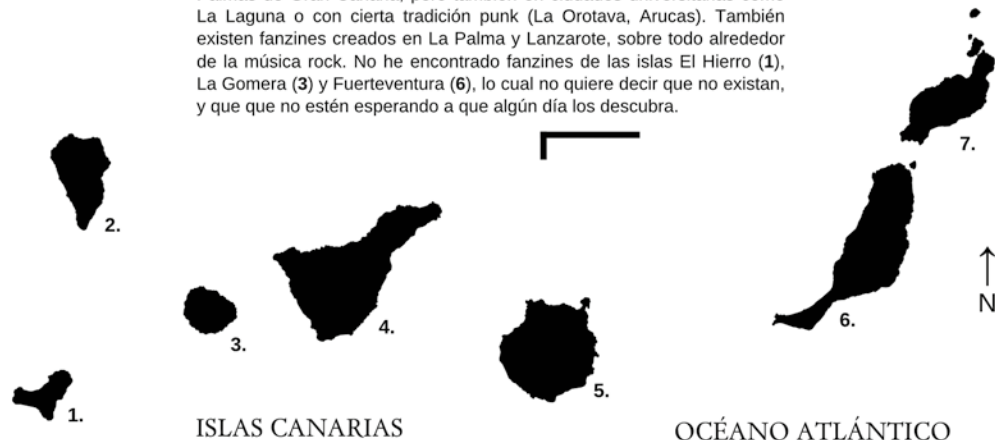 La Laguna o con cierta tradición punk (La Orotava, Arucas). También
existen fanzines creados en La Palma y Lanzarote, sobre todo alrededor
de la música rock. No he encontrado fanzines de las islas El Hierro (1),
La Gomera (3) y Fuerteventura (6), lo cual no quiere decir que no existan,
y que que no estén esperando a que algún día los descubra.
7.
2.
N
6.
4.
3.
5.
1.
ISLAS CANARIAS
OCÉANO ATLÁNTICO